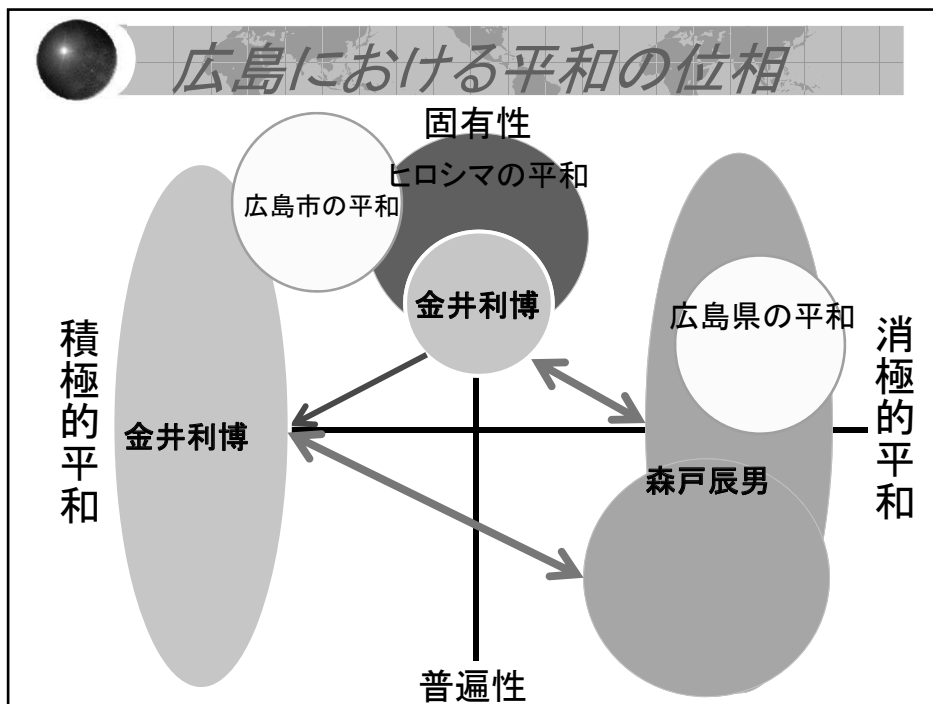 広島における平和の位相
固有性
ヒロシマの平和
広島市の平和
金井利博
広島県の平和
積極的平和
消極的平和
金井利博
森戸辰男
普遍性